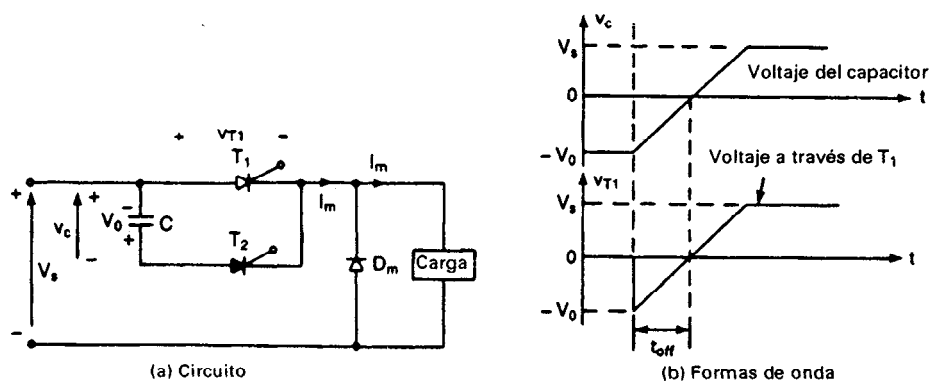 + vT1 -
T1
Im
Im
+
+
-
V0
C
vc
+
-
T2
Vs
Dm
Carga
-
(a) Circuito
vc
Vs
Voltaje del capacitor
0
t
- V0
Voltaje a través de T1
vT1
Vs
0
t
- V0
toff
(b) Formas de onda